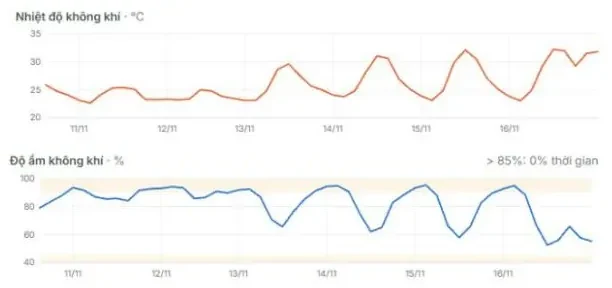 Nhiệt độ không khí · °C
35
30
25
20
11/11 12/11 13/11 14/11 15/11 16/11
Độ ẩm không khí · % > 85%: 0% thời gian
100
80
60
40
11/11 12/11 13/11 14/11 15/11 16/11